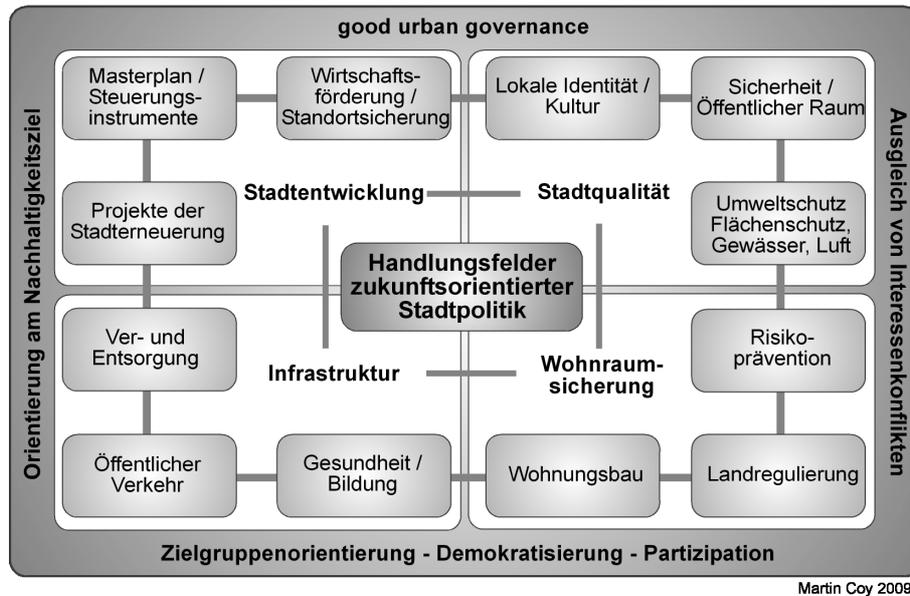 good urban governance
Orientierung am Nachhaltigkeitsziel
Ausgleich von Interessenkonflikten
Masterplan /
Steuerungs-
instrumente
Wirtschafts-
förderung /
Standortsicherung
Lokale Identität /
Kultur
Sicherheit /
Öffentlicher Raum
Stadtentwicklung
Stadtqualität
Projekte der
Stadterneuerung
Umweltschutz
Flächenschutz,
Gewässer, Luft
Handlungsfelder
zukunftsorientierter
Stadtpolitik
Ver- und
Entsorgung
Risiko-
prävention
Infrastruktur
Wohnraum-
sicherung
Öffentlicher
Verkehr
Gesundheit /
Bildung
Wohnungsbau
Landregulierung
Zielgruppenorientierung - Demokratisierung - Partizipation
Martin Coy 2009